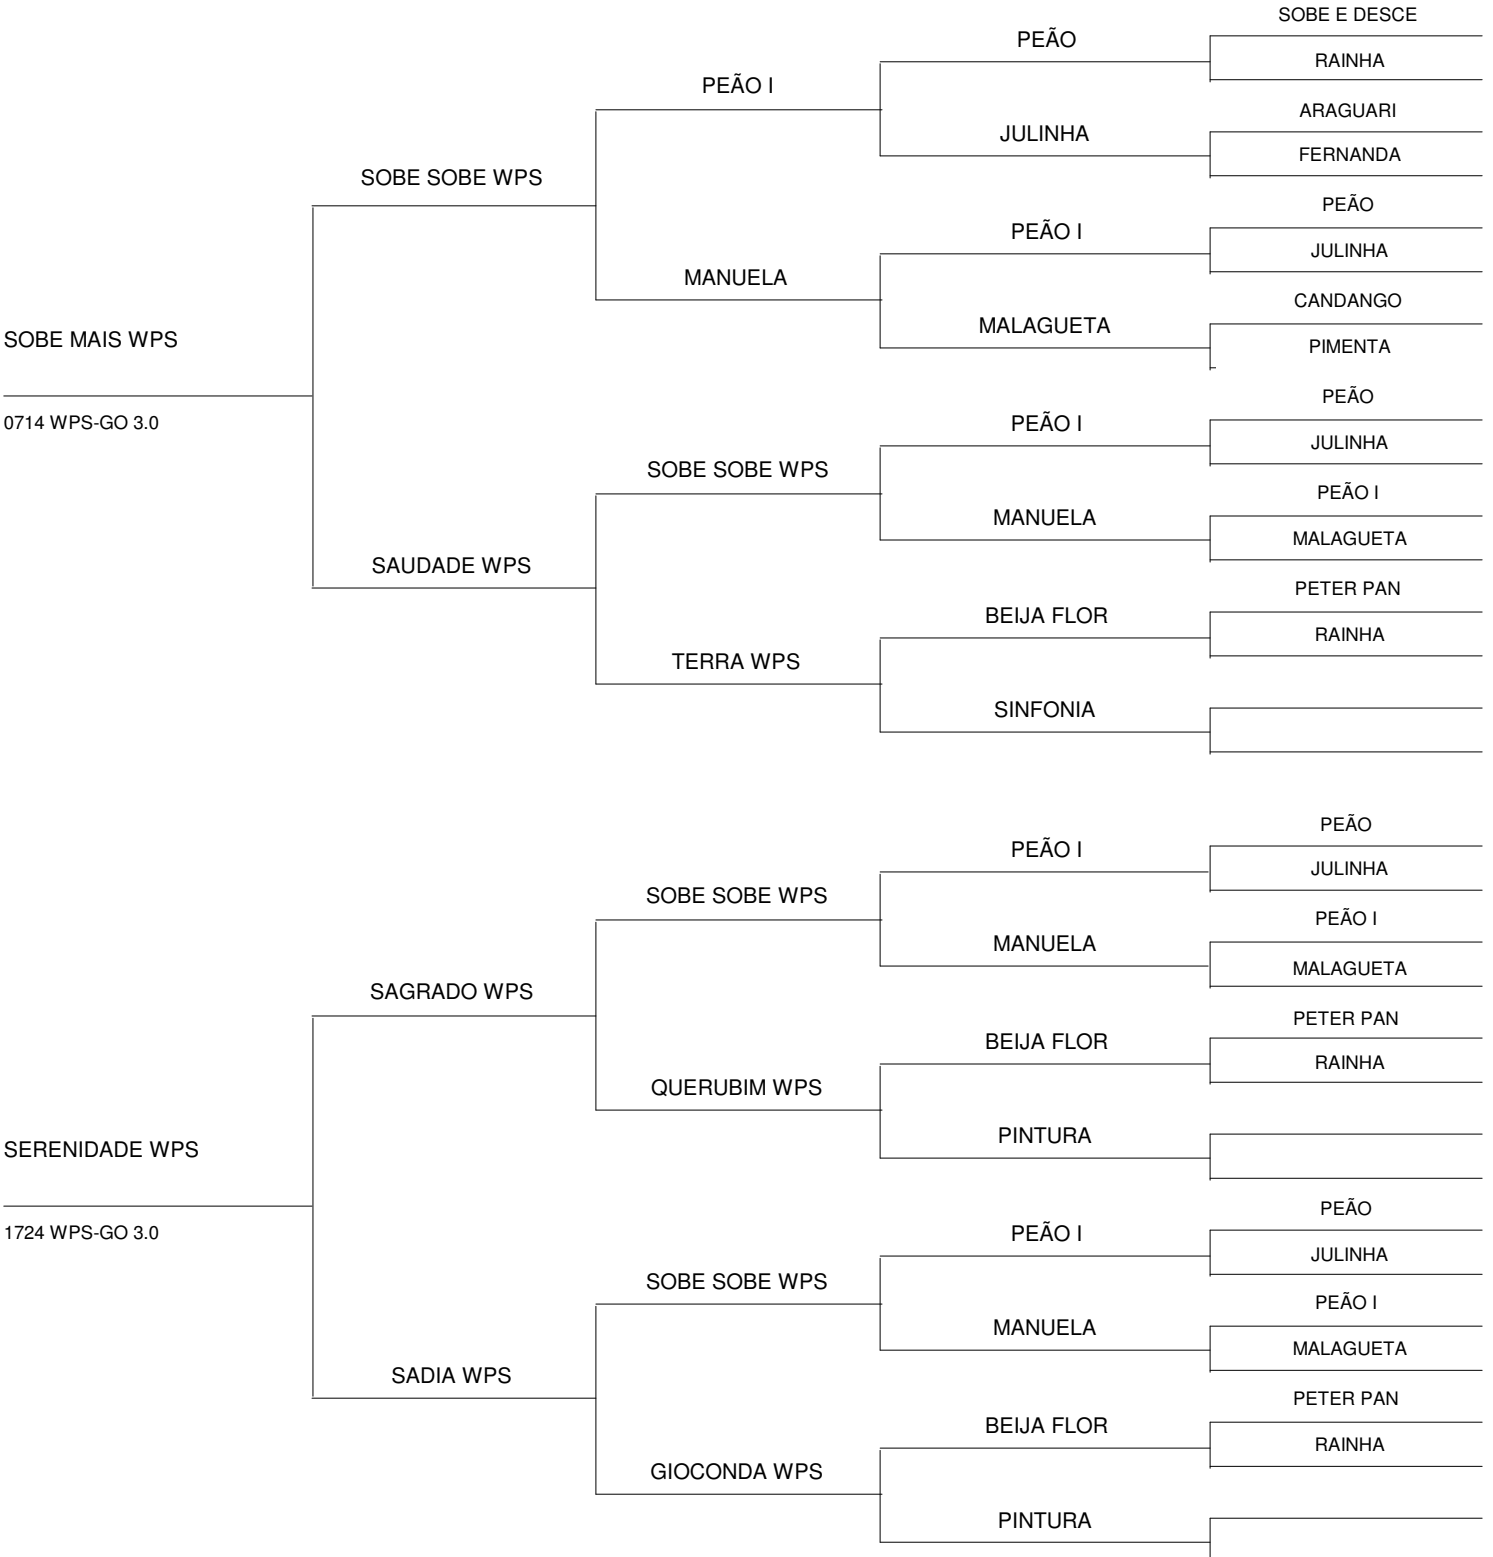 SOBE E DESCE
PEÃO
RAINHA
PEÃO I
ARAGUARI
JULINHA
FERNANDA
SOBE SOBE WPS
PEÃO
PEÃO I
JULINHA
MANUELA
CANDANGO
MALAGUETA
SOBE MAIS WPS
PIMENTA
PEÃO
0714 WPS-GO 3.0
PEÃO I
JULINHA
SOBE SOBE WPS
PEÃO I
MANUELA
MALAGUETA
SAUDADE WPS
PETER PAN
BEIJA FLOR
RAINHA
TERRA WPS
SINFONIA
PEÃO
PEÃO I
JULINHA
SOBE SOBE WPS
PEÃO I
MANUELA
MALAGUETA
SAGRADO WPS
PETER PAN
BEIJA FLOR
RAINHA
QUERUBIM WPS
PINTURA
SERENIDADE WPS
PEÃO
1724 WPS-GO 3.0
PEÃO I
JULINHA
SOBE SOBE WPS
PEÃO I
MANUELA
MALAGUETA
SADIA WPS
PETER PAN
BEIJA FLOR
RAINHA
GIOCONDA WPS
PINTURA